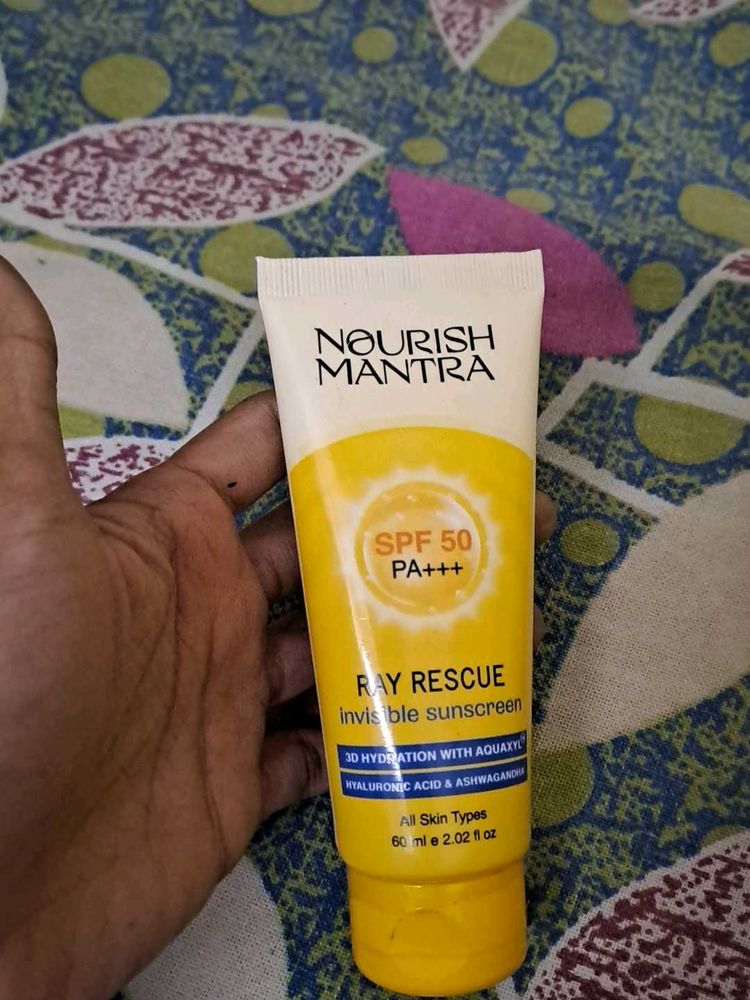 NOURISH
MANTRA
SPF 50
PA+++
RAY RESCUE
invisible sunscreen
3D HYDRATION WITH AQUAXYL®
HYALURONIC ACID & ASHWAGANDHA
All Skin Types
60 ml e 2.02 fl oz